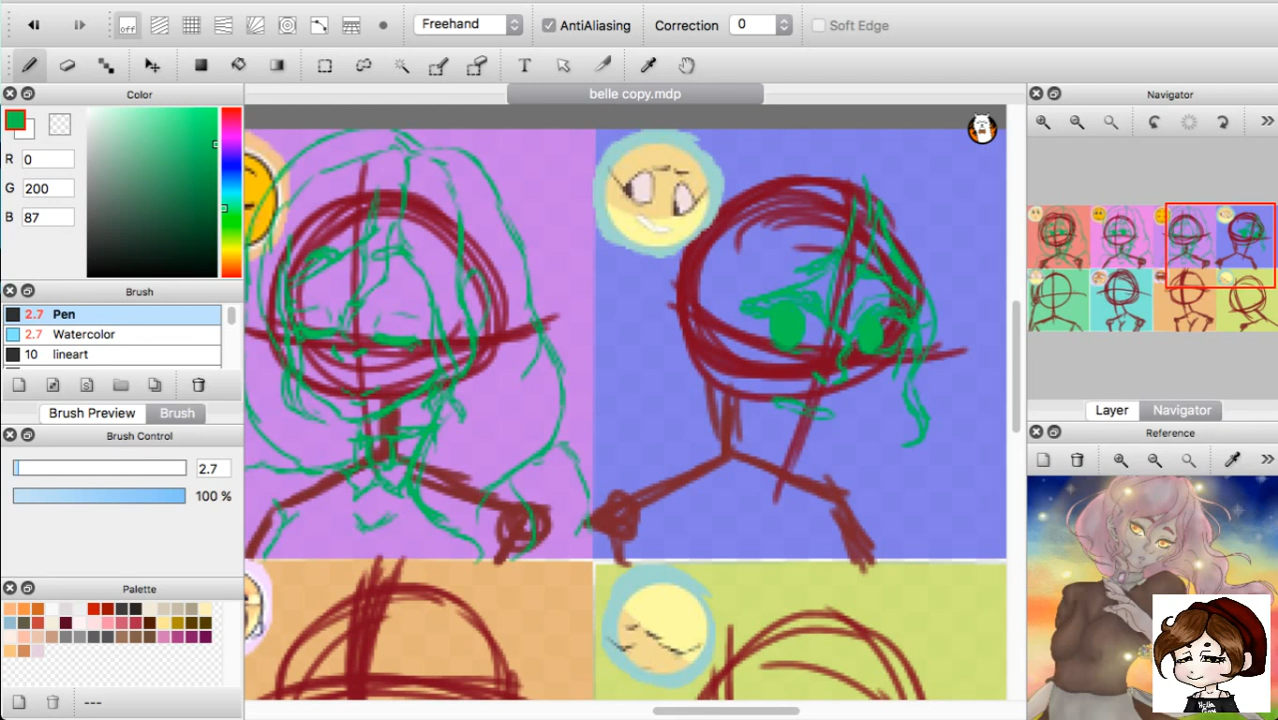 off Freehand AntiAliasing Correction 0 Soft Edge
T
Color
belle copy.mdp
Navigator
R 0
G 200
B 87
Brush
2.7 Pen
2.7 Watercolor
10 lineart
S
Brush Preview Brush
Layer Navigator
Brush Control
Reference
2.7
100 %
Palette
---